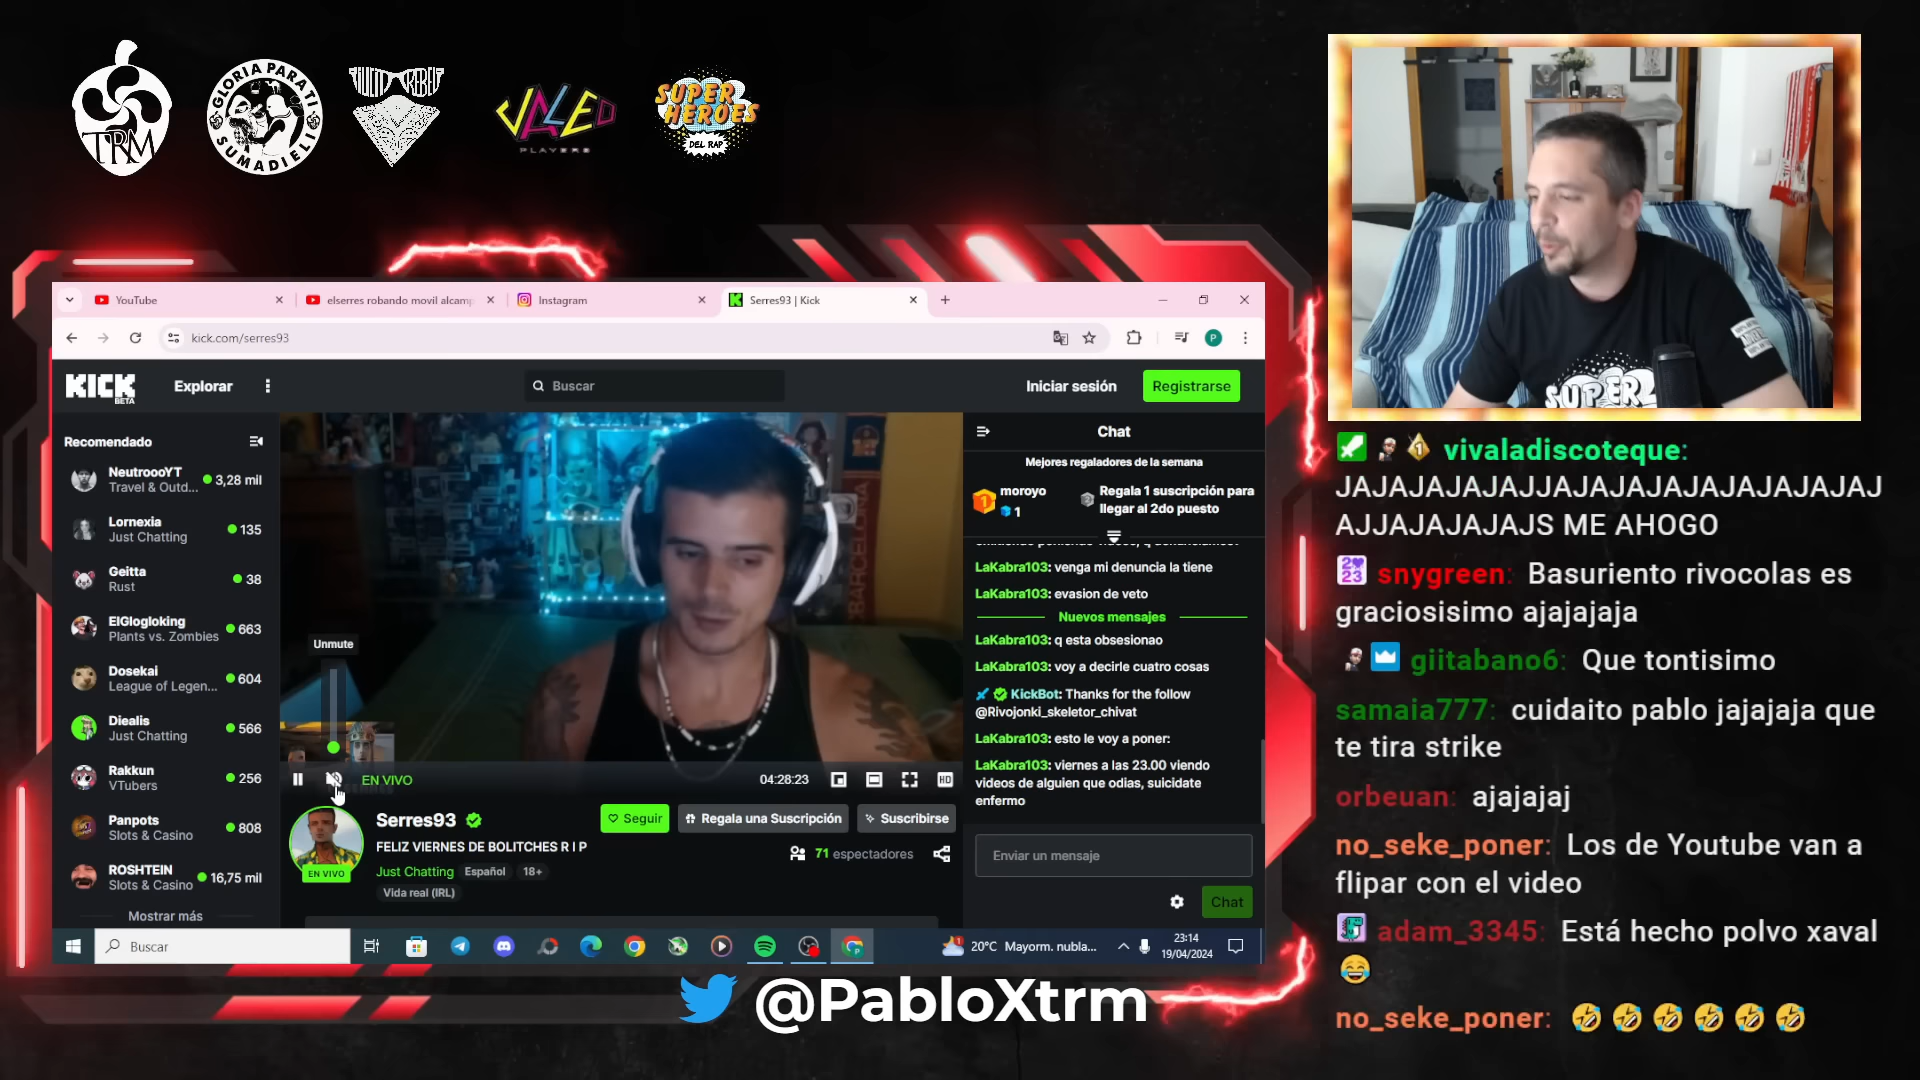 TRM
GLORIA PARATI
SUMADIELI
VALED
PLAYERS
SUPER
HEROES
DEL RAP
YouTube
elserres robando movil alcamp
Instagram
Serres93 | Kick
kick.com/serres93
P
KICK
BETA
Explorar
Buscar
Iniciar sesión
Registrarse
Recomendado
NeutroooYT
Travel & Outd...
3,28 mil
Lornexia
Just Chatting
135
Geitta
Rust
38
ElGlogloking
Plants vs. Zombies
663
Dosekai
League of Legen...
604
Diealis
Just Chatting
566
Rakkun
VTubers
256
Panpots
Slots & Casino
808
ROSHTEIN
Slots & Casino
16,75 mil
Mostrar más
BARCELONA
Unmute
EN VIVO
04:28:23
HD
Serres93
FELIZ VIERNES DE BOLITCHES R I P
EN VIVO
Just Chatting
Español
18+
Vida real (IRL)
Seguir
Regala una Suscripción
Suscribirse
71 espectadores
Chat
Mejores regaladores de la semana
1
moroyo
1
2
Regala 1 suscripción para
llegar al 2do puesto
LaKabra103: venga mi denuncia la tiene
LaKabra103: evasion de veto
Nuevos mensajes
LaKabra103: q esta obsesionao
LaKabra103: voy a decirle cuatro cosas
KickBot: Thanks for the follow
@Rivojonki_skeletor_chivat
LaKabra103: esto le voy a poner:
LaKabra103: viernes a las 23.00 viendo
videos de alguien que odias, suicidate
enfermo
Enviar un mensaje
Chat
Buscar
20°C Mayorm. nubla...
23:14
19/04/2024
@PabloXtrm
SUPER
vivaladiscoteque:
JAJAJAJAJAJJAJAJAJAJAJAJAJAJ
AJJAJAJAJAJS ME AHOGO
snygreen: Basuriento rivocolas es
graciosisimo ajajajaja
giitabano6: Que tontisimo
samaia777: cuidaito pablo jajajaja que
te tira strike
orbeuan: ajajajaj
no_seke_poner: Los de Youtube van a
flipar con el video
adam_3345: Está hecho polvo xaval
😂
no_seke_poner: 🤣 🤣 🤣 🤣 🤣 🤣